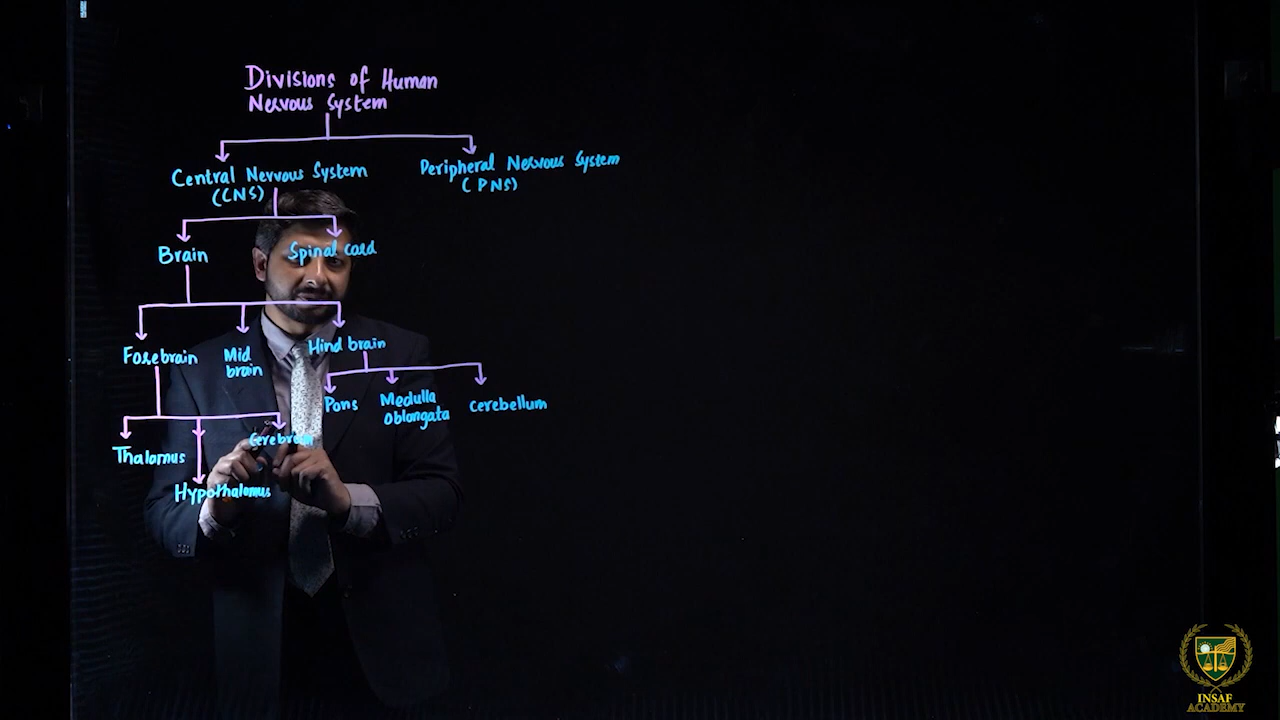 Divisions of Human
Nervous System
Central Nervous System
(CNS)
Peripheral Nervous System
(PNS)
Brain
Spinal cord
Forebrain
Mid
brain
Hind brain
Pons
Medulla
oblongata
Cerebellum
Thalamus
Hypothalamus
Cerebrum
INSAF
ACADEMY